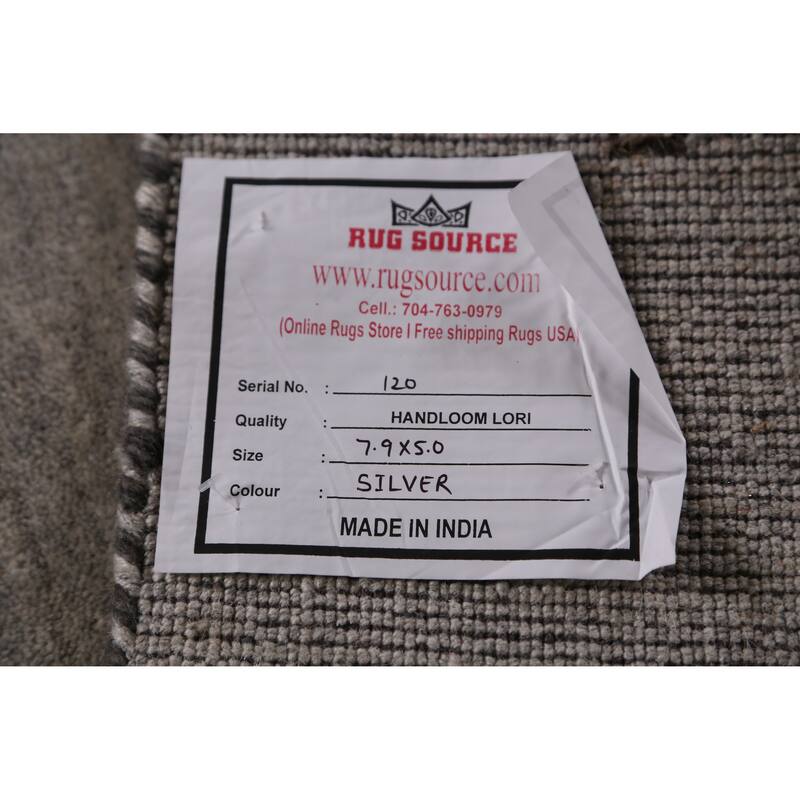 RUG SOURCE
www.rugsource.com
Cell.: 704-763-0979
(Online Rugs Store I Free shipping Rugs USA)
Serial No. : 120
Quality : HANDLOOM LORI
Size : 7.9X5.0
Colour : SILVER
MADE IN INDIA